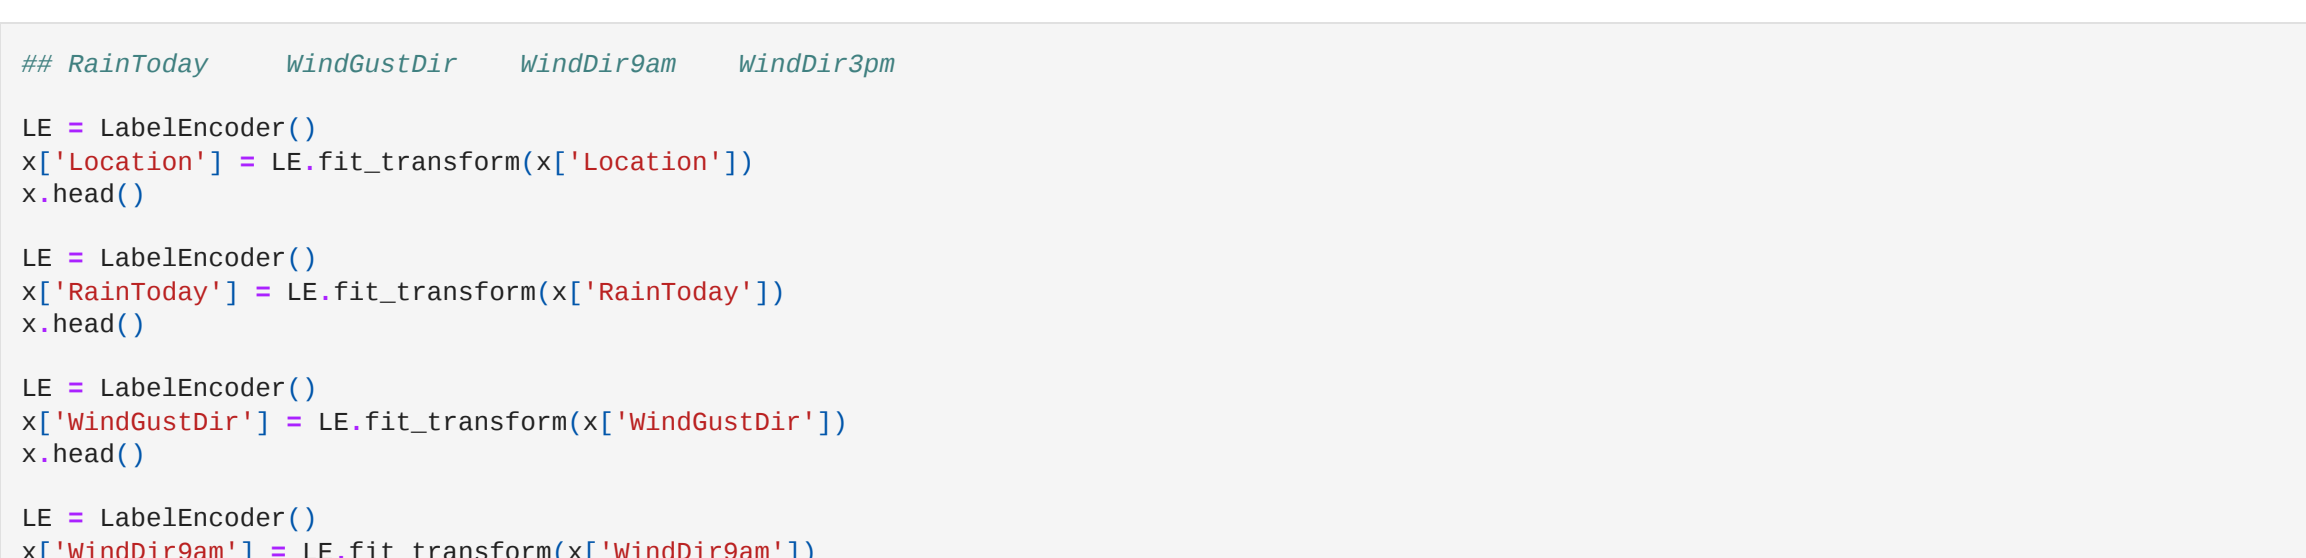 ## RainToday     WindGustDir    WindDir9am    WindDir3pm
LE = LabelEncoder()
x['Location'] = LE.fit_transform(x['Location'])
x.head()
LE = LabelEncoder()
x['RainToday'] = LE.fit_transform(x['RainToday'])
x.head()
LE = LabelEncoder()
x['WindGustDir'] = LE.fit_transform(x['WindGustDir'])
x.head()
LE = LabelEncoder()
x['WindDir9am'] = LE.fit_transform(x['WindDir9am'])